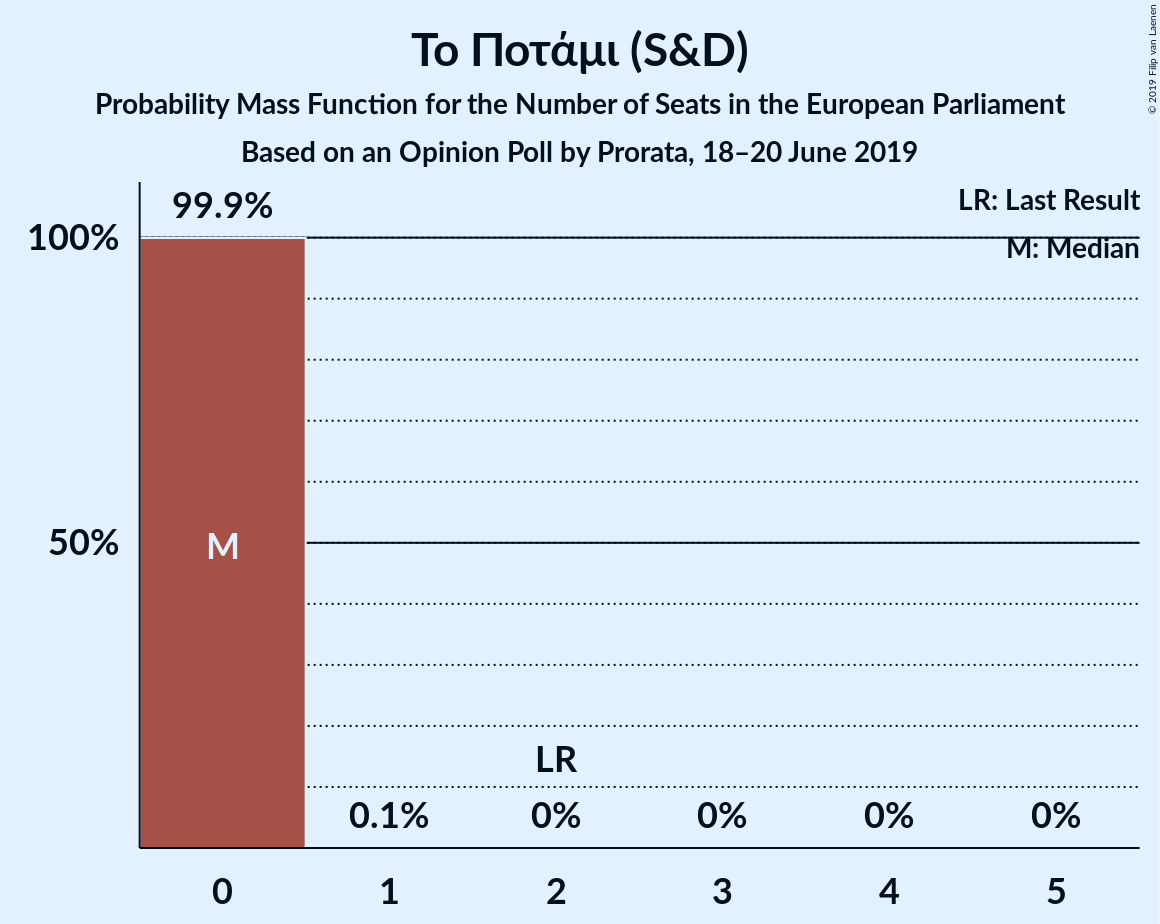 Το Ποτάμι (S&D)
Probability Mass Function for the Number of Seats in the European Parliament
Based on an Opinion Poll by Prorata, 18–20 June 2019
© 2019 Filip van Laenen
LR: Last Result
M: Median
99.9%
100%
50%
M
LR
0.1%
0%
0%
0%
0%
0
1
2
3
4
5